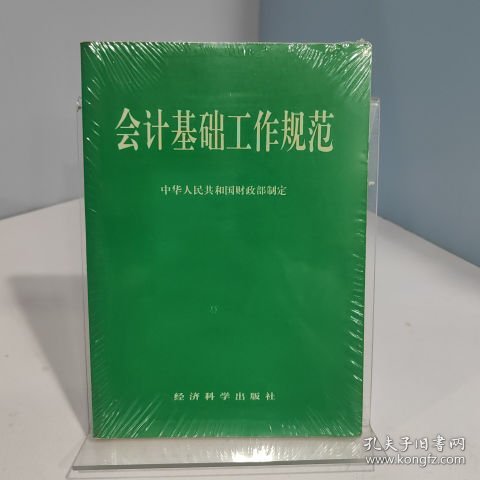 会计基础工作规范
中华人民共和国财政部制定
经济科学出版社
孔夫子旧书网
www.kongfz.com